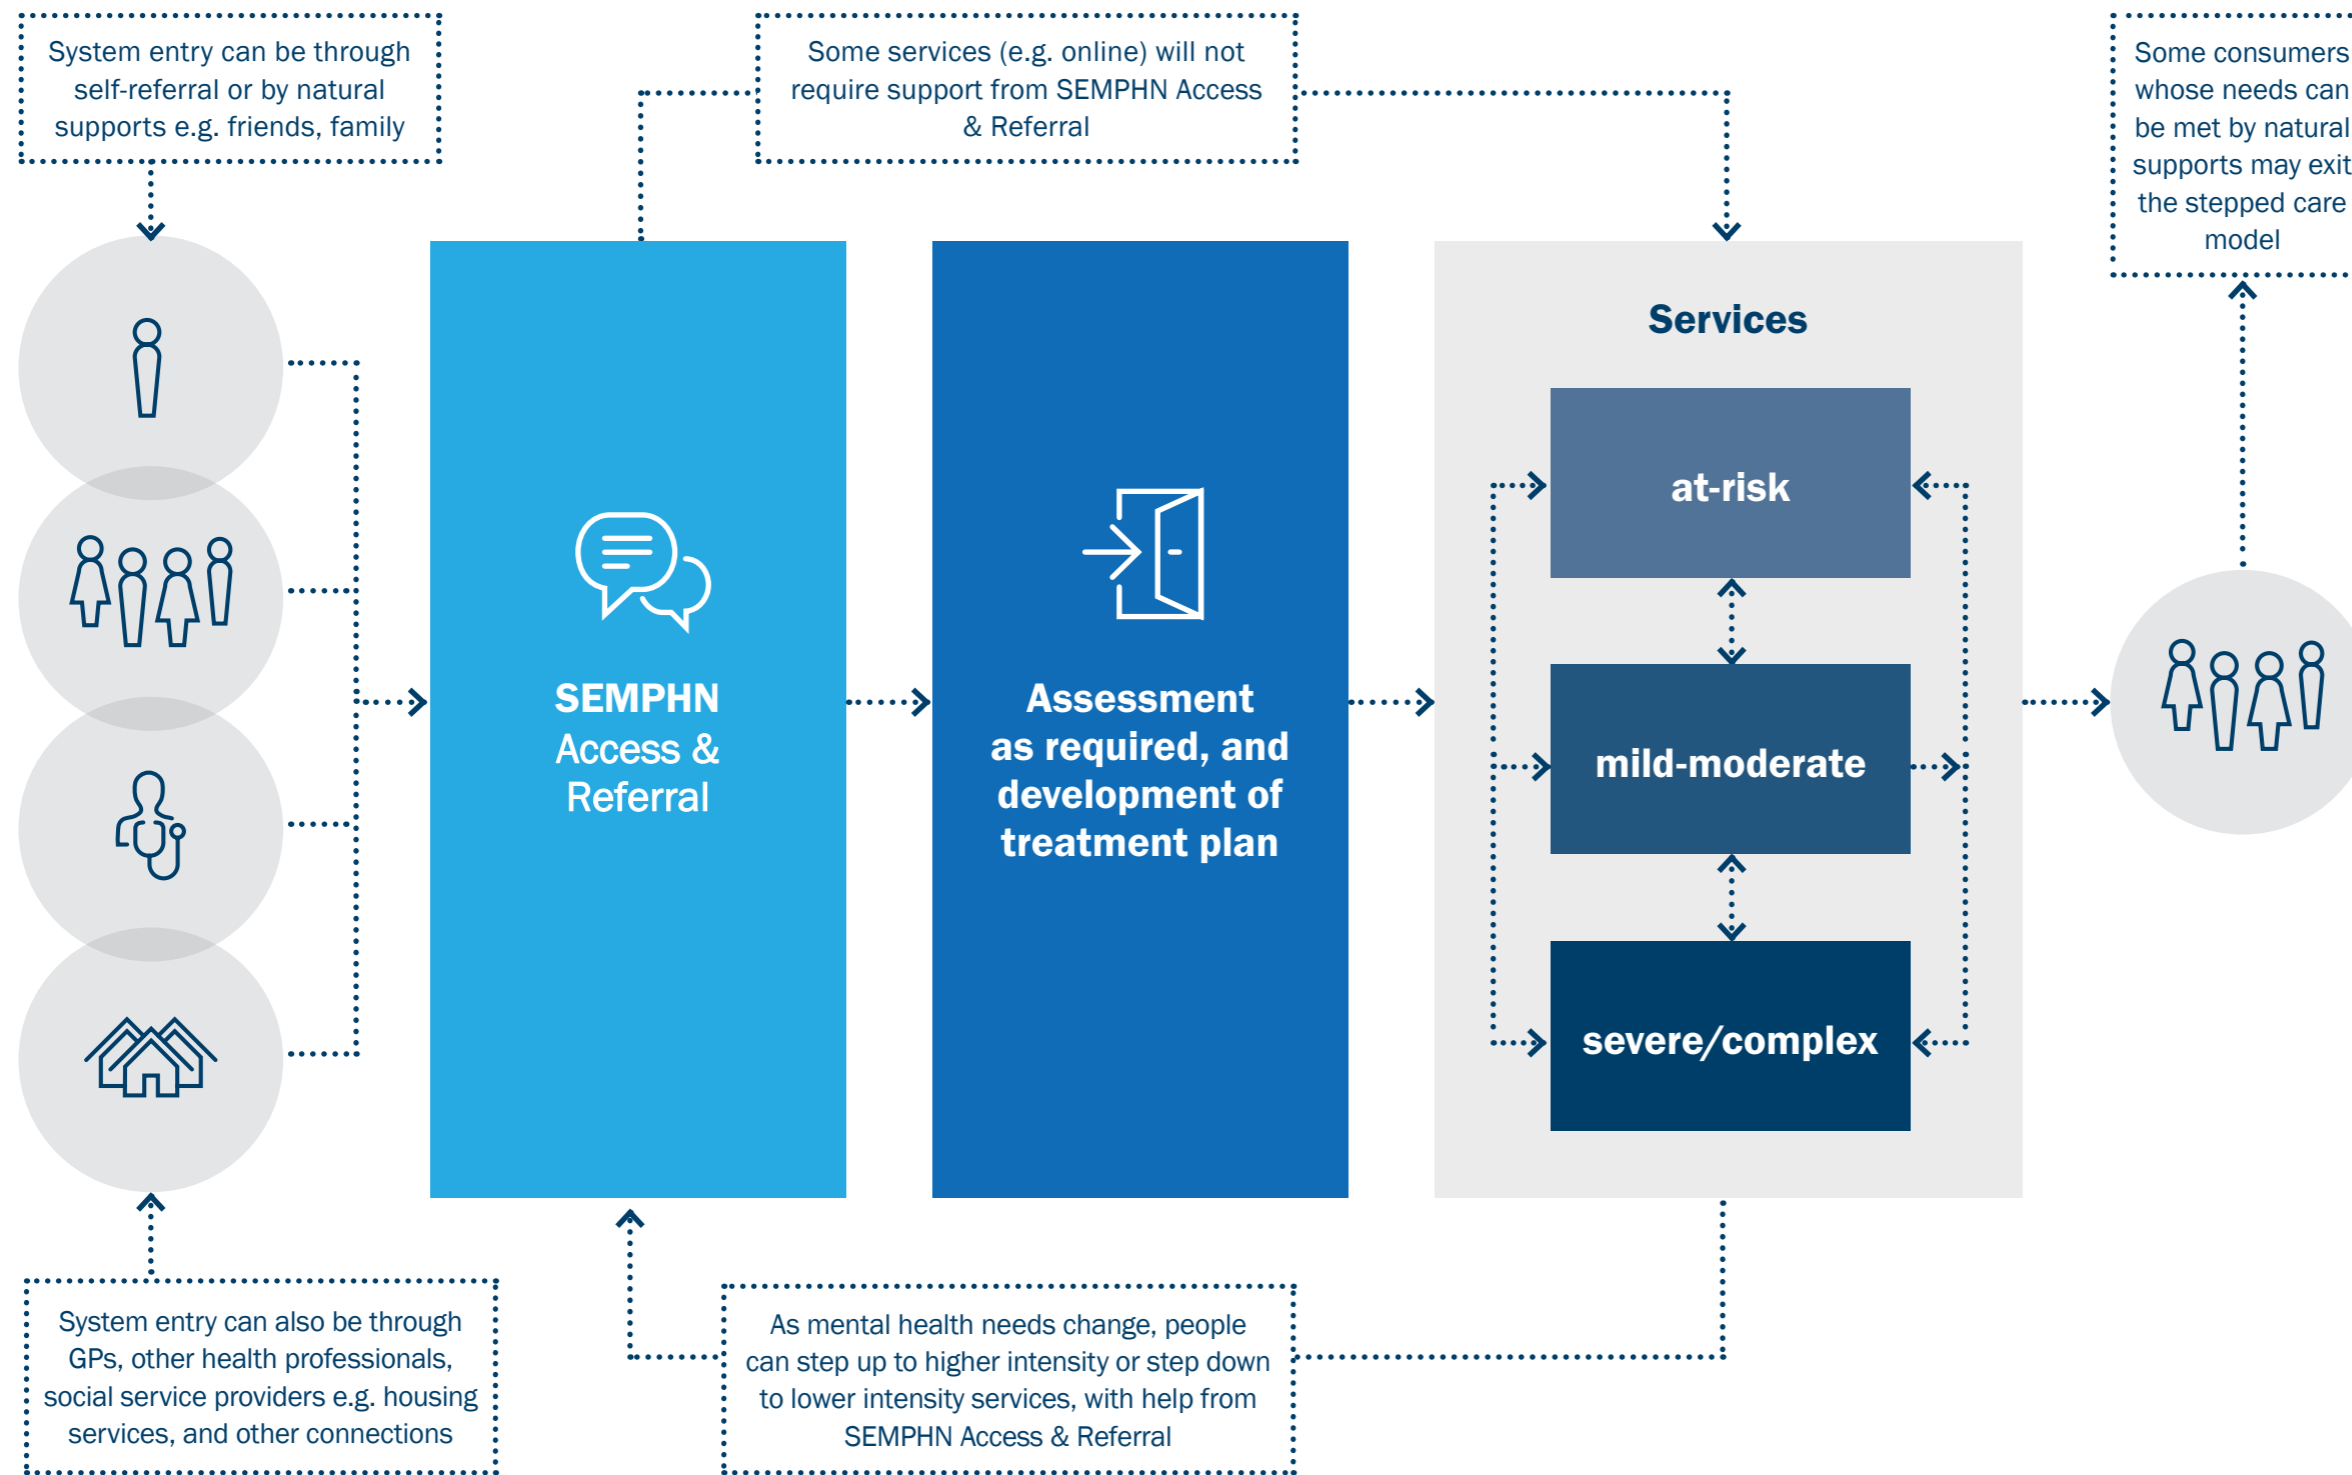 System entry can be through
self-referral or by natural
supports e.g. friends, family
Some services (e.g. online) will not
require support from SEMPHN Access
& Referral
Some consumers
whose needs can
be met by natural
supports may exit
the stepped care
model
SEMPHN
Access &
Referral
Assessment
as required, and
development of
treatment plan
Services
at-risk
mild-moderate
severe/complex
System entry can also be through
GPs, other health professionals,
social service providers e.g. housing
services, and other connections
As mental health needs change, people
can step up to higher intensity or step down
to lower intensity services, with help from
SEMPHN Access & Referral